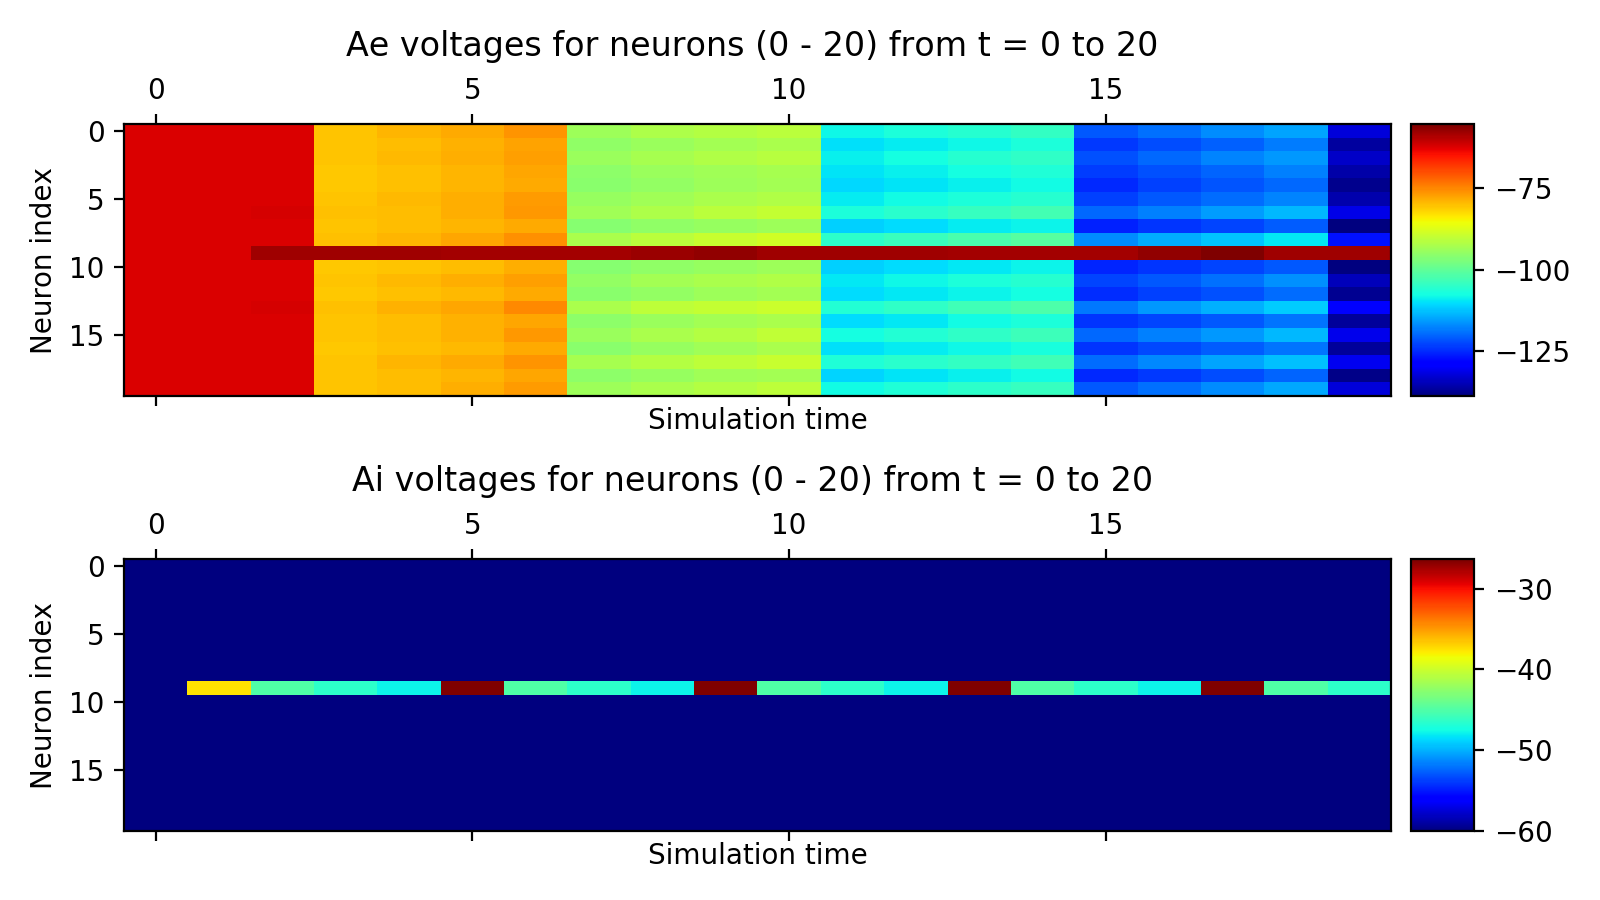 Ae voltages for neurons (0 - 20) from t = 0 to 20
0 5 10 15
Neuron index
0
5
10
15
Simulation time
−75
−100
−125
Ai voltages for neurons (0 - 20) from t = 0 to 20
0 5 10 15
Neuron index
0
5
10
15
Simulation time
−30
−40
−50
−60